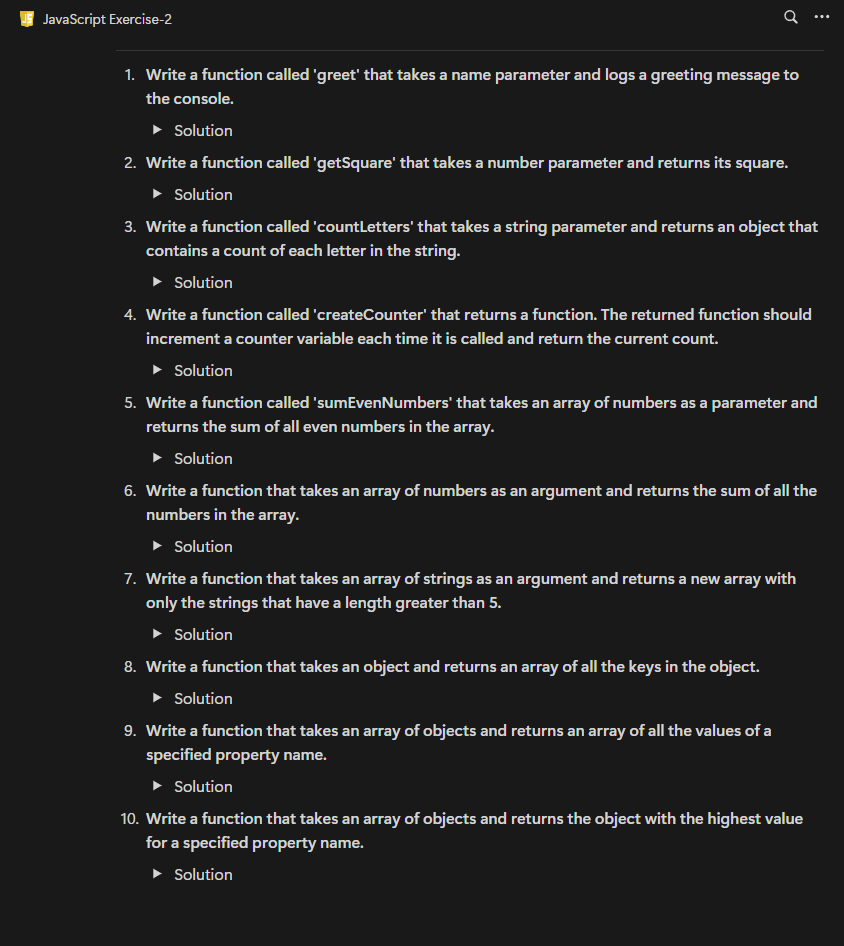 JS JavaScript Exercise-2
1. Write a function called 'greet' that takes a name parameter and logs a greeting message to
the console.
Solution
2. Write a function called 'getSquare' that takes a number parameter and returns its square.
Solution
3. Write a function called 'countLetters' that takes a string parameter and returns an object that
contains a count of each letter in the string.
Solution
4. Write a function called 'createCounter' that returns a function. The returned function should
increment a counter variable each time it is called and return the current count.
Solution
5. Write a function called 'sumEvenNumbers' that takes an array of numbers as a parameter and
returns the sum of all even numbers in the array.
Solution
6. Write a function that takes an array of numbers as an argument and returns the sum of all the
numbers in the array.
Solution
7. Write a function that takes an array of strings as an argument and returns a new array with
only the strings that have a length greater than 5.
Solution
8. Write a function that takes an object and returns an array of all the keys in the object.
Solution
9. Write a function that takes an array of objects and returns an array of all the values of a
specified property name.
Solution
10. Write a function that takes an array of objects and returns the object with the highest value
for a specified property name.
Solution